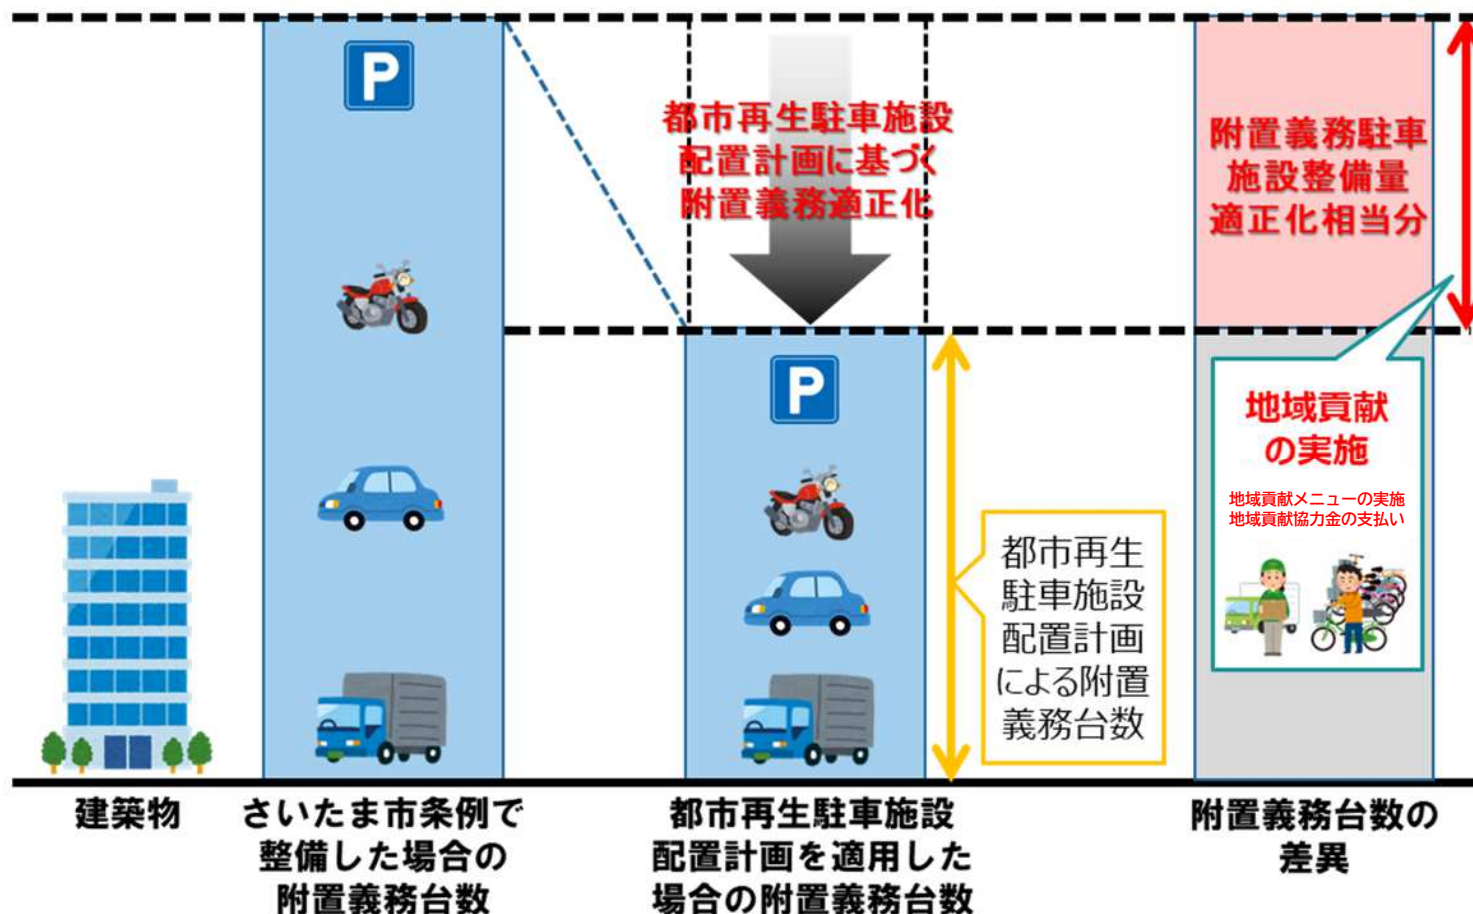 P
都市再生駐車施設
配置計画に基づく
附置義務適正化
附置義務駐車
施設整備量
適正化相当分
P
地域貢献
の実施
地域貢献メニューの実施
地域貢献協力金の支払い
都市再生
駐車施設
配置計画
による附置
義務台数
建築物
さいたま市条例で
整備した場合の
附置義務台数
都市再生駐車施設
配置計画を適用した
場合の附置義務台数
附置義務台数の
差異